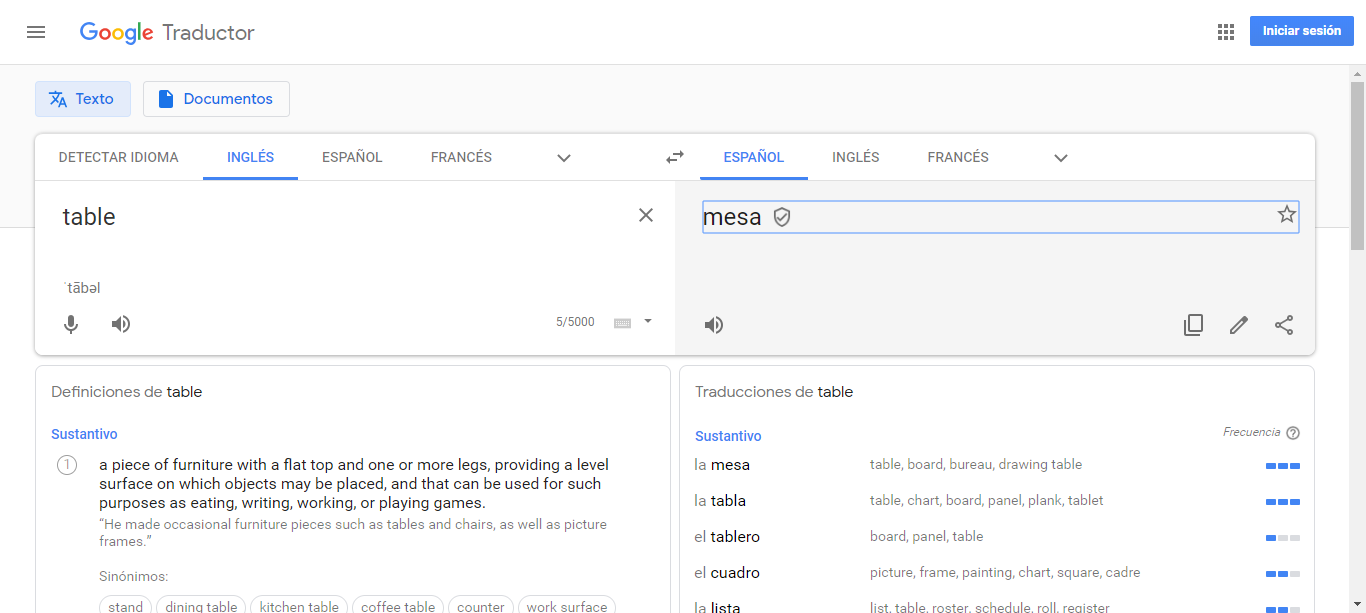 Google Traductor
Iniciar sesión
Texto
Documentos
DETECTAR IDIOMA INGLÉS ESPAÑOL FRANCÉS
ESPAÑOL INGLÉS FRANCÉS
table
mesa
ˈtābəl
5/5000
Definiciones de table
Sustantivo
1 a piece of furniture with a flat top and one or more legs, providing a level
surface on which objects may be placed, and that can be used for such
purposes as eating, writing, working, or playing games.
“He made occasional furniture pieces such as tables and chairs, as well as picture
frames.”
Sinónimos:
stand dining table kitchen table coffee table counter work surface
Traducciones de table
Sustantivo Frecuencia ?
la mesa table, board, bureau, drawing table
la tabla table, chart, board, panel, plank, tablet
el tablero board, panel, table
el cuadro picture, frame, painting, chart, square, cadre
la lista list, table, roster, schedule, roll, register